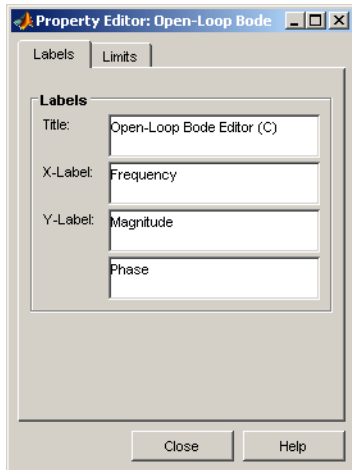 Property Editor: Open-Loop Bode
Labels Limits
Labels
Title: Open-Loop Bode Editor (C)
X-Label: Frequency
Y-Label: Magnitude
Phase
Close Help